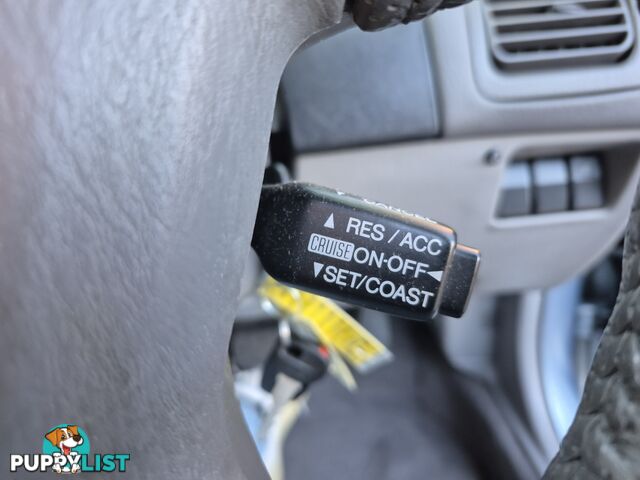 ▲ RES / ACC
CRUISE ON-OFF ◄
▼SET/COAST
PUPPYLIST